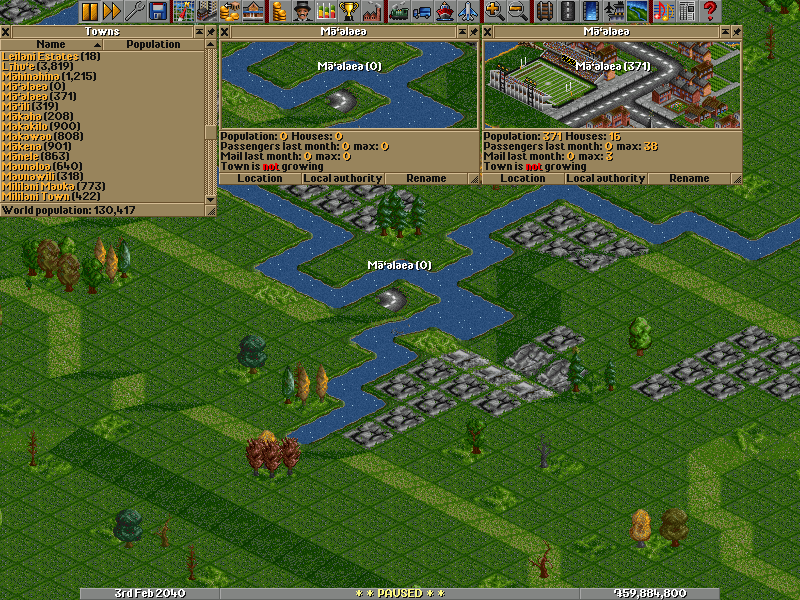 Towns
Name Population
Leilani Estates (18)
Līhu'e (3,819)
Māhinahina (1,215)
Mā'alaea (0)
Mā'alaea (371)
Mā'ili (319)
Mākaha (208)
Makakilo (900)
Makawao (808)
Mākena (901)
Mānele (863)
Maunaloa (640)
Maunawili (318)
Mililani Mauka (773)
Mililani Town (422)
World population: 130,417
Mā'alaea
Mā'alaea (0)
Population: 0 Houses: 0
Passengers last month: 0 max: 0
Mail last month: 0 max: 0
Town is not growing
Location Local authority Rename
Mā'alaea
Mā'alaea (371)
Population: 371 Houses: 16
Passengers last month: 0 max: 38
Mail last month: 0 max: 3
Town is not growing
Location Local authority Rename
Mā'alaea (0)
3rd Feb 2040
* * PAUSED * *
59,884,800